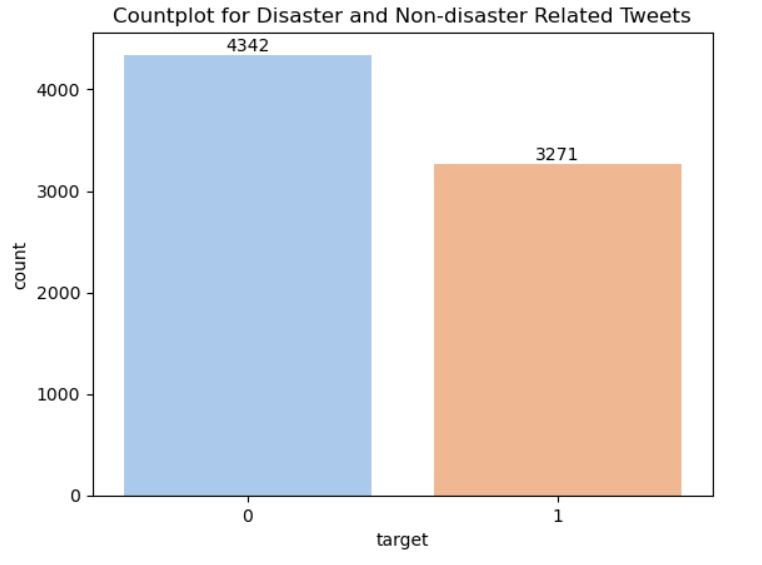 Countplot for Disaster and Non-disaster Related Tweets
4342
3271
4000
3000
2000
1000
0
count
0 1
target